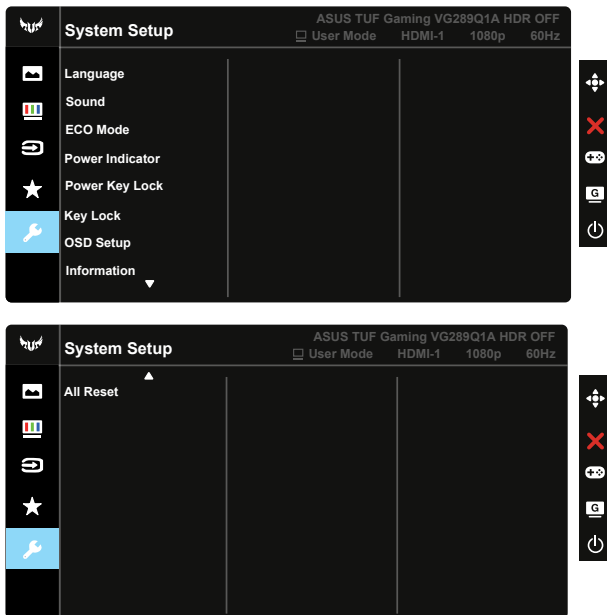 ASUS TUF Gaming VG289Q1A HDR OFF
System Setup
User Mode HDMI-1 1080p 60Hz
Language
Sound
ECO Mode
Power Indicator
Power Key Lock
Key Lock
OSD Setup
Information
G
ASUS TUF Gaming VG289Q1A HDR OFF
System Setup
User Mode HDMI-1 1080p 60Hz
All Reset
G